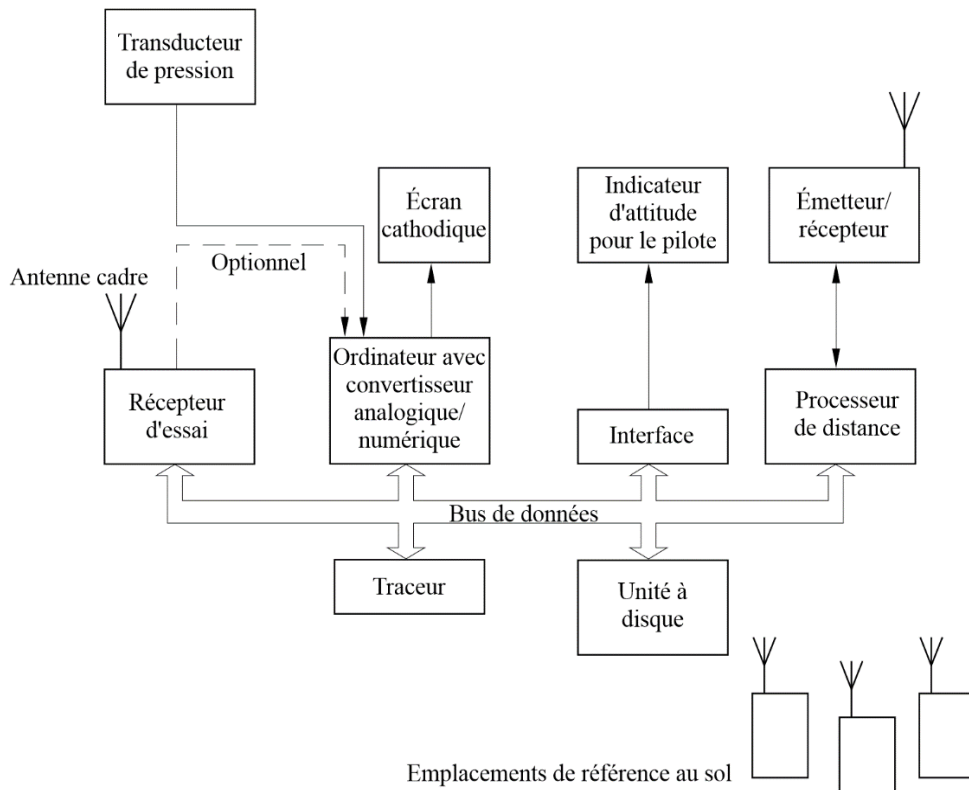 Transducteur
de pression
Écran
cathodique
Indicateur
d'attitude
pour le pilote
Émetteur/
récepteur
Optionnel
Antenne cadre
Récepteur
d'essai
Ordinateur avec
convertisseur
analogique/
numérique
Interface
Processeur
de distance
Bus de données
Traceur
Unité à
disque
Emplacements de référence au sol